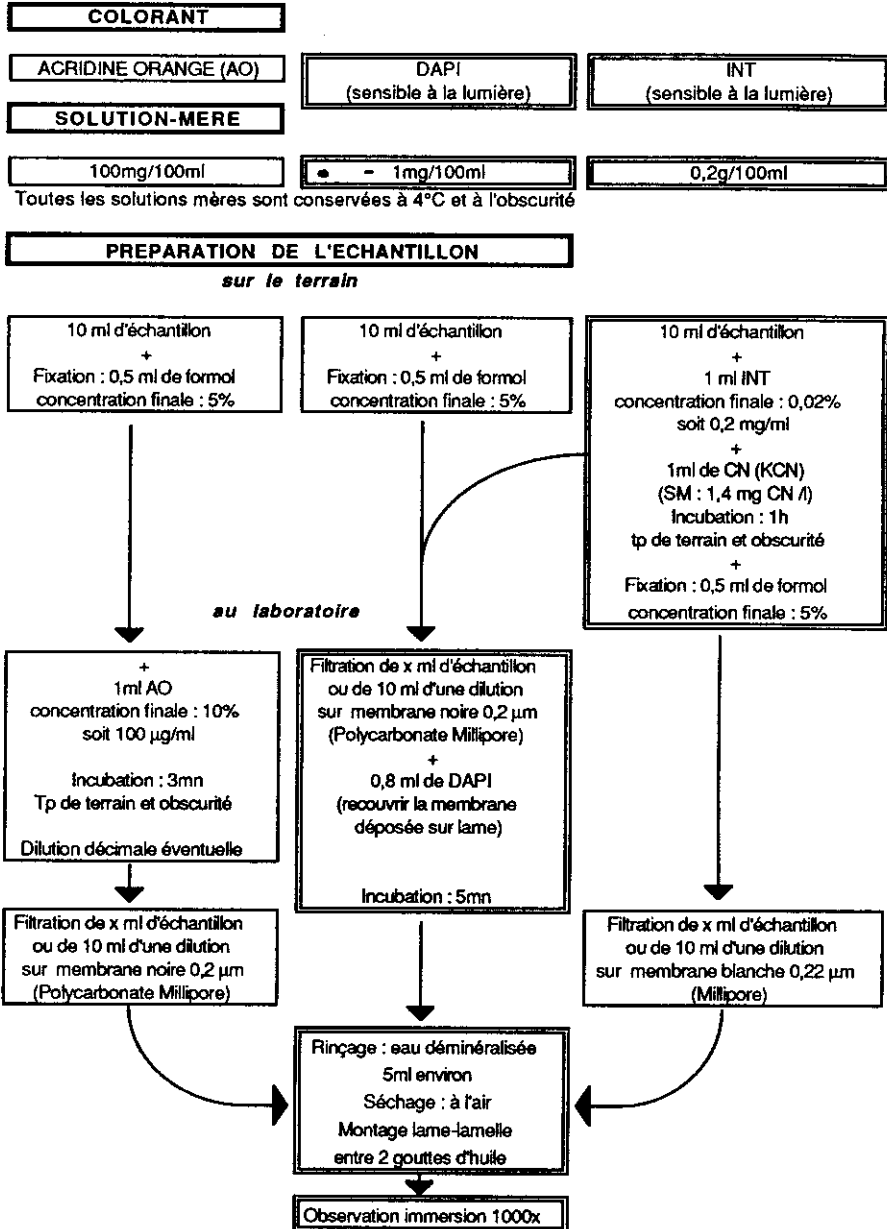 COLORANT
ACRIDINE ORANGE (AO)
DAPI
(sensible à la lumière)
INT
(sensible à la lumière)
SOLUTION-MERE
100mg/100ml
1mg/100ml
0,2g/100ml
Toutes les solutions mères sont conservées à 4°C et à l'obscurité
PREPARATION DE L'ECHANTILLON
sur le terrain
10 ml d'échantillon
+
Fixation : 0,5 ml de formol
concentration finale : 5%
10 ml d'échantillon
+
Fixation : 0,5 ml de formol
concentration finale : 5%
10 ml d'échantillon
+
1 ml INT
concentration finale : 0,02%
soit 0,2 mg/ml
+
1ml de CN (KCN)
(SM : 1,4 mg CN /l)
Incubation : 1h
tp de terrain et obscurité
+
Fixation : 0,5 ml de formol
concentration finale : 5%
au laboratoire
+
1ml AO
concentration finale : 10%
soit 100 µg/ml
Incubation : 3mn
Tp de terrain et obscurité
Dilution décimale éventuelle
Filtration de x ml d'échantillon
ou de 10 ml d'une dilution
sur membrane noire 0,2 µm
(Polycarbonate Millipore)
+
0,8 ml de DAPI
(recouvrir la membrane
déposée sur lame)
Incubation : 5mn
Filtration de x ml d'échantillon
ou de 10 ml d'une dilution
sur membrane noire 0,2 µm
(Polycarbonate Millipore)
Filtration de x ml d'échantillon
ou de 10 ml d'une dilution
sur membrane blanche 0,22 µm
(Millipore)
Rinçage : eau déminéralisée
5ml environ
Séchage : à l'air
Montage lame-lamelle
entre 2 gouttes d'huile
Observation immersion 1000x